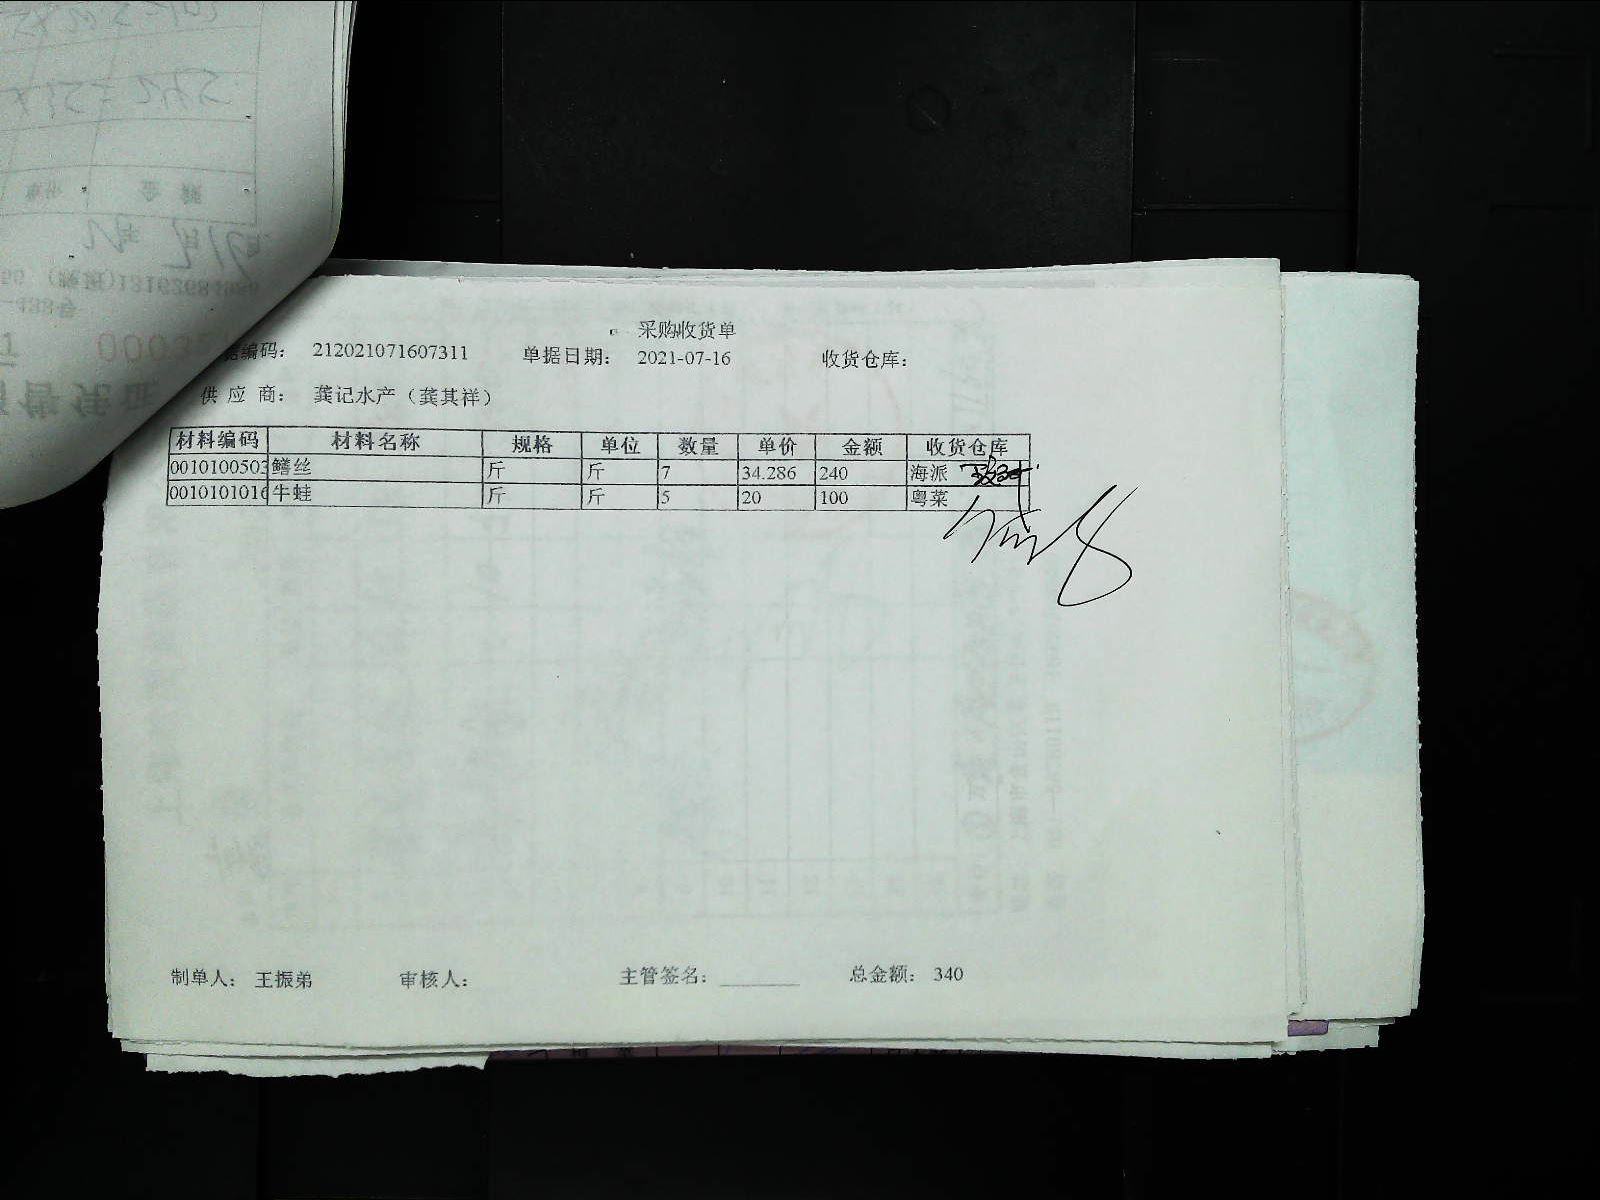 采购收货单
据编码： 212021071607311 单据日期： 2021-07-16 收货仓库：
供应商： 龚记水产（龚其祥）
材料编码 材料名称 规格 单位 数量 单价 金额 收货仓库
0010100503 鳝丝 斤 斤 7 34.286 240 海派
0010101016 牛蛙 斤 斤 5 20 100 粤菜
制单人： 王振弟 审核人： 主管签名： 总金额： 340